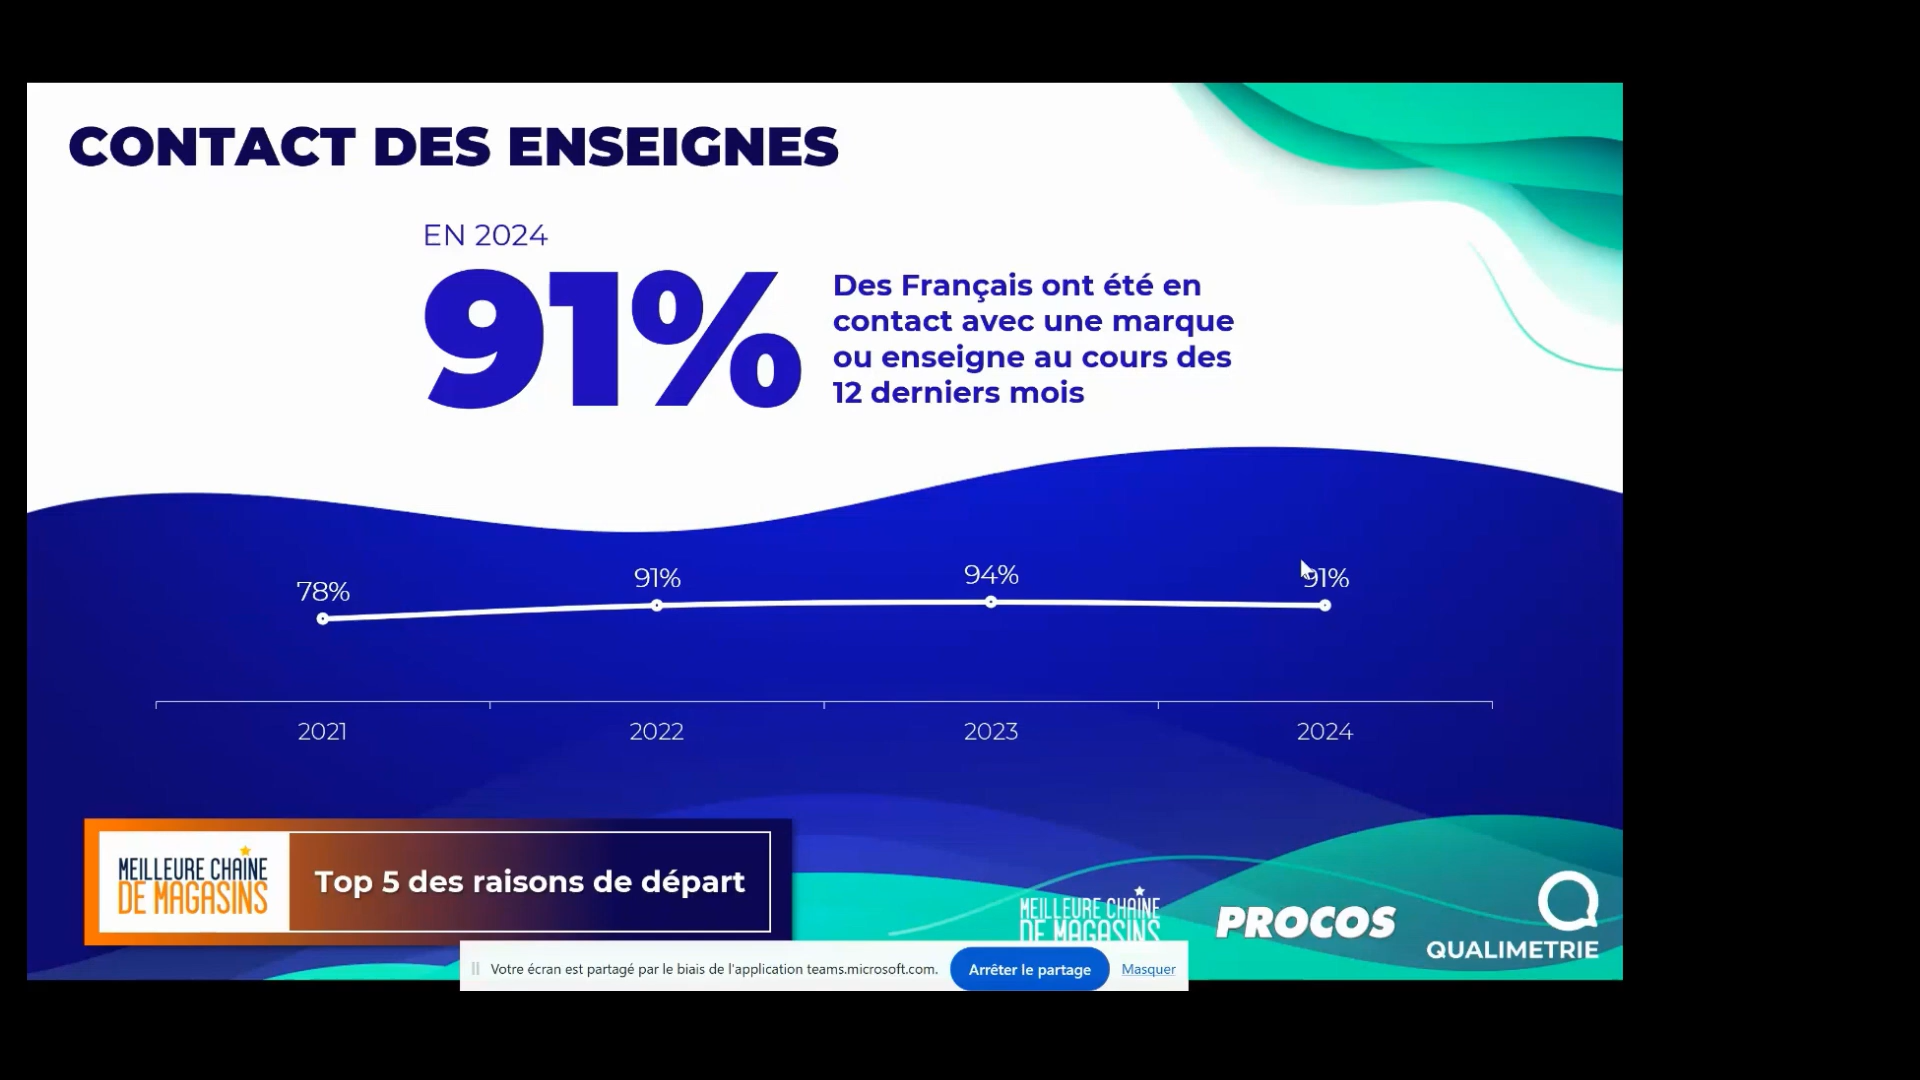 CONTACT DES ENSEIGNES
EN 2024
91%
Des Français ont été en
contact avec une marque
ou enseigne au cours des
12 derniers mois
78%
91%
94%
91%
2021
2022
2023
2024
MEILLEURE CHAÎNE
DE MAGASINS
Top 5 des raisons de départ
MEILLEURE CHAÎNE
DE MAGASINS
PROCOS
QUALIMETRIE
Votre écran est partagé par le biais de l'application teams.microsoft.com.
Arrêter le partage
Masquer